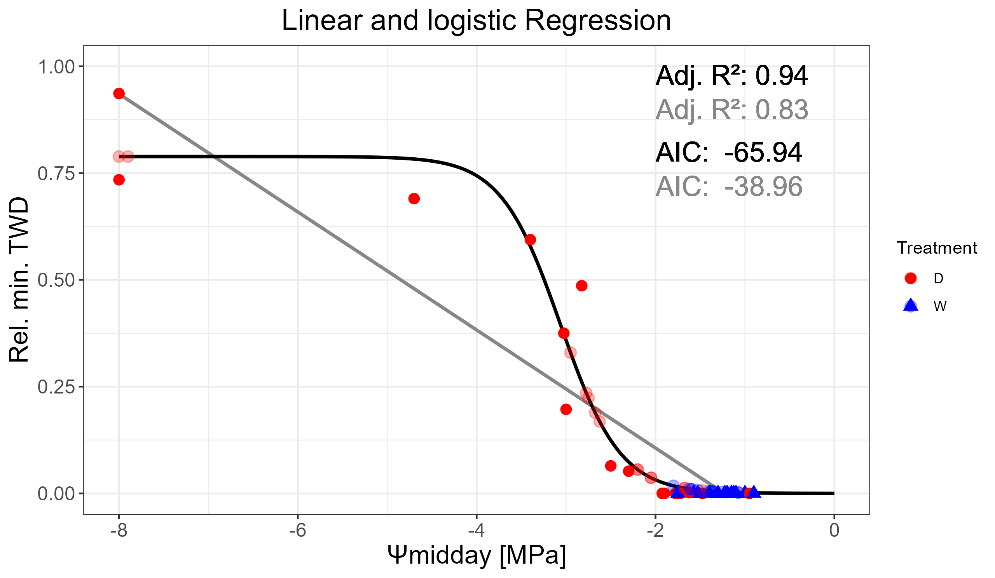 Linear and logistic Regression
Adj. R²: 0.94
Adj. R²: 0.83
AIC: -65.94
AIC: -38.96
Rel. min. TWD
1.00
0.75
0.50
0.25
0.00
-8
-6
-4
-2
0
Ψmidday [MPa]
Treatment
D
W